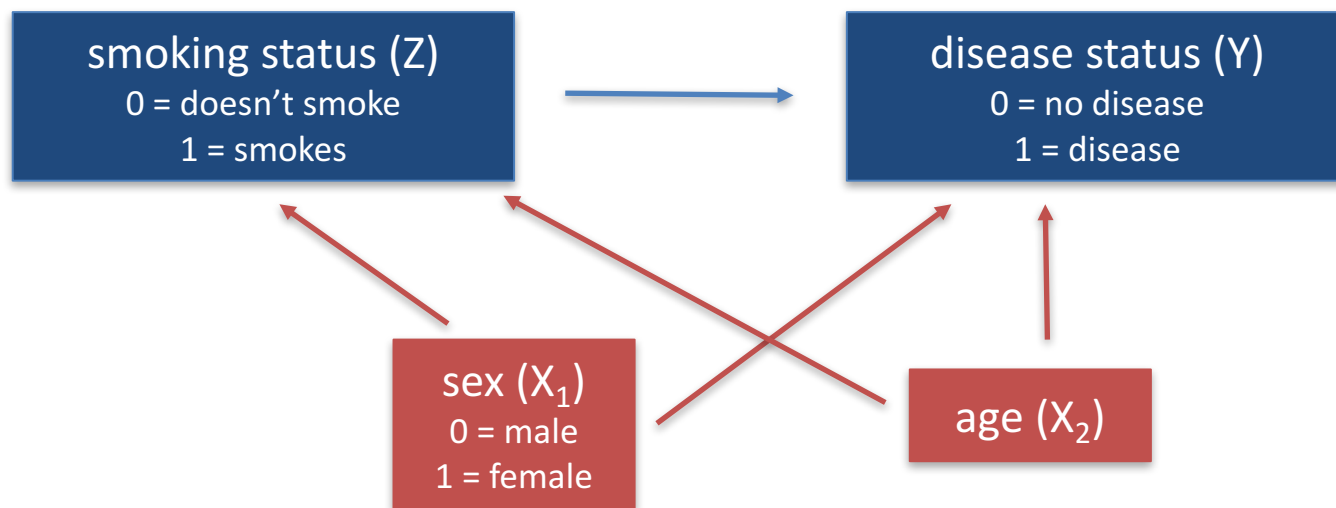 smoking status (Z)
0 = doesn’t smoke
1 = smokes
disease status (Y)
0 = no disease
1 = disease
sex (X₁)
0 = male
1 = female
age (X₂)